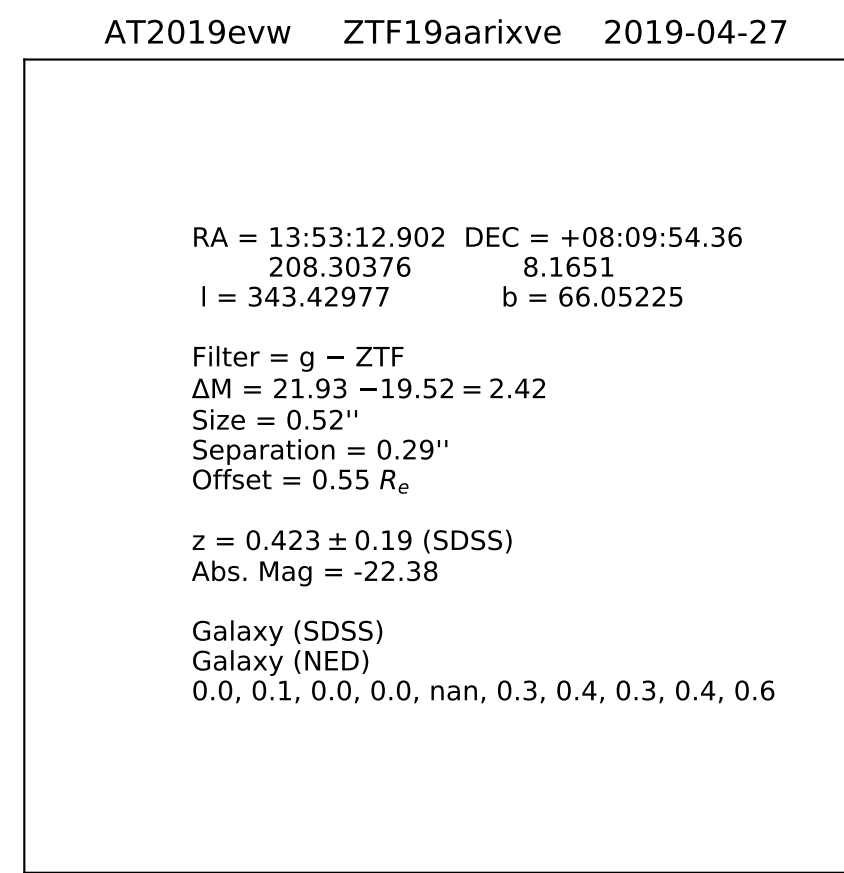 AT2019evw ZTF19aarixve 2019-04-27
RA = 13:53:12.902 DEC = +08:09:54.36
208.30376 8.1651
l = 343.42977 b = 66.05225
Filter = g − ZTF
ΔM = 21.93 −19.52 = 2.42
Size = 0.52''
Separation = 0.29''
Offset = 0.55 Re
z = 0.423 ± 0.19 (SDSS)
Abs. Mag = -22.38
Galaxy (SDSS)
Galaxy (NED)
0.0, 0.1, 0.0, 0.0, nan, 0.3, 0.4, 0.3, 0.4, 0.6